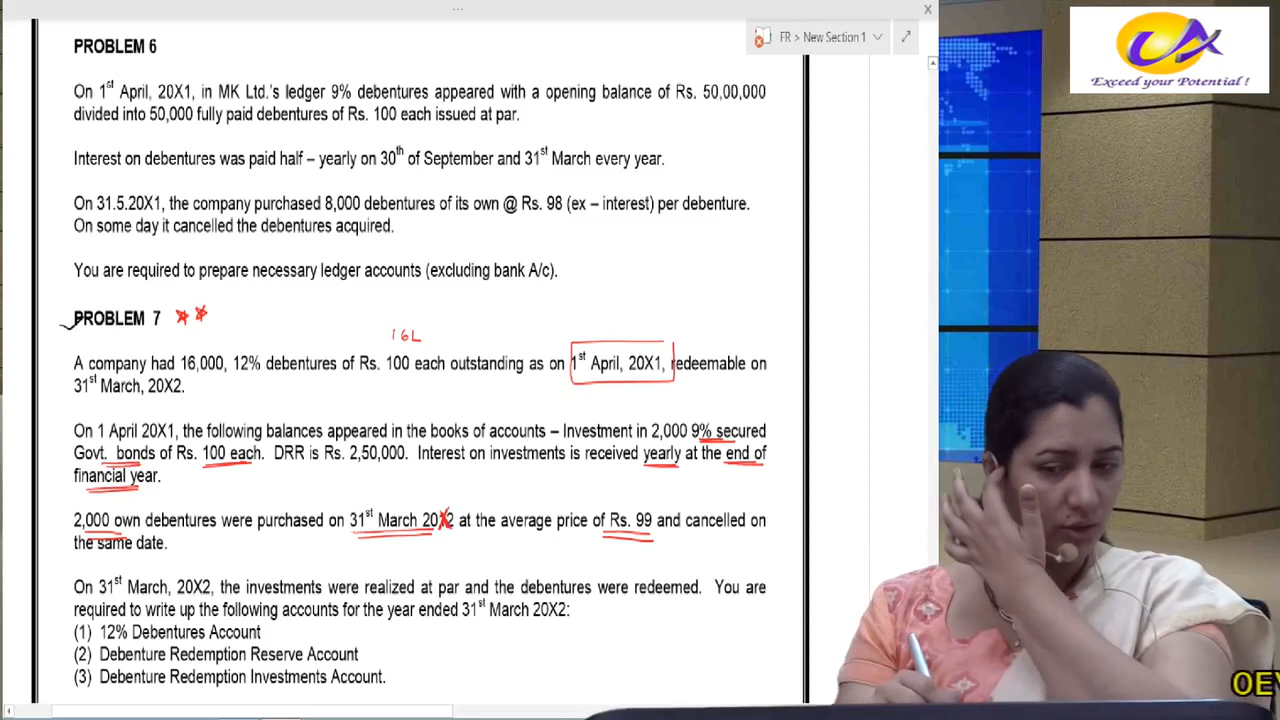 FR > New Section 1
Exceed your Potential !
PROBLEM 6
On 1st April, 20X1, in MK Ltd.'s ledger 9% debentures appeared with a opening balance of Rs. 50,00,000
divided into 50,000 fully paid debentures of Rs. 100 each issued at par.
Interest on debentures was paid half – yearly on 30th of September and 31st March every year.
On 31.5.20X1, the company purchased 8,000 debentures of its own @ Rs. 98 (ex – interest) per debenture.
On some day it cancelled the debentures acquired.
You are required to prepare necessary ledger accounts (excluding bank A/c).
PROBLEM 7
16L
A company had 16,000, 12% debentures of Rs. 100 each outstanding as on 1st April, 20X1, redeemable on
31st March, 20X2.
On 1 April 20X1, the following balances appeared in the books of accounts – Investment in 2,000 9% secured
Govt. bonds of Rs. 100 each. DRR is Rs. 2,50,000. Interest on investments is received yearly at the end of
financial year.
2,000 own debentures were purchased on 31st March 20X2 at the average price of Rs. 99 and cancelled on
the same date.
On 31st March, 20X2, the investments were realized at par and the debentures were redeemed. You are
required to write up the following accounts for the year ended 31st March 20X2:
(1) 12% Debentures Account
(2) Debenture Redemption Reserve Account
(3) Debenture Redemption Investments Account.